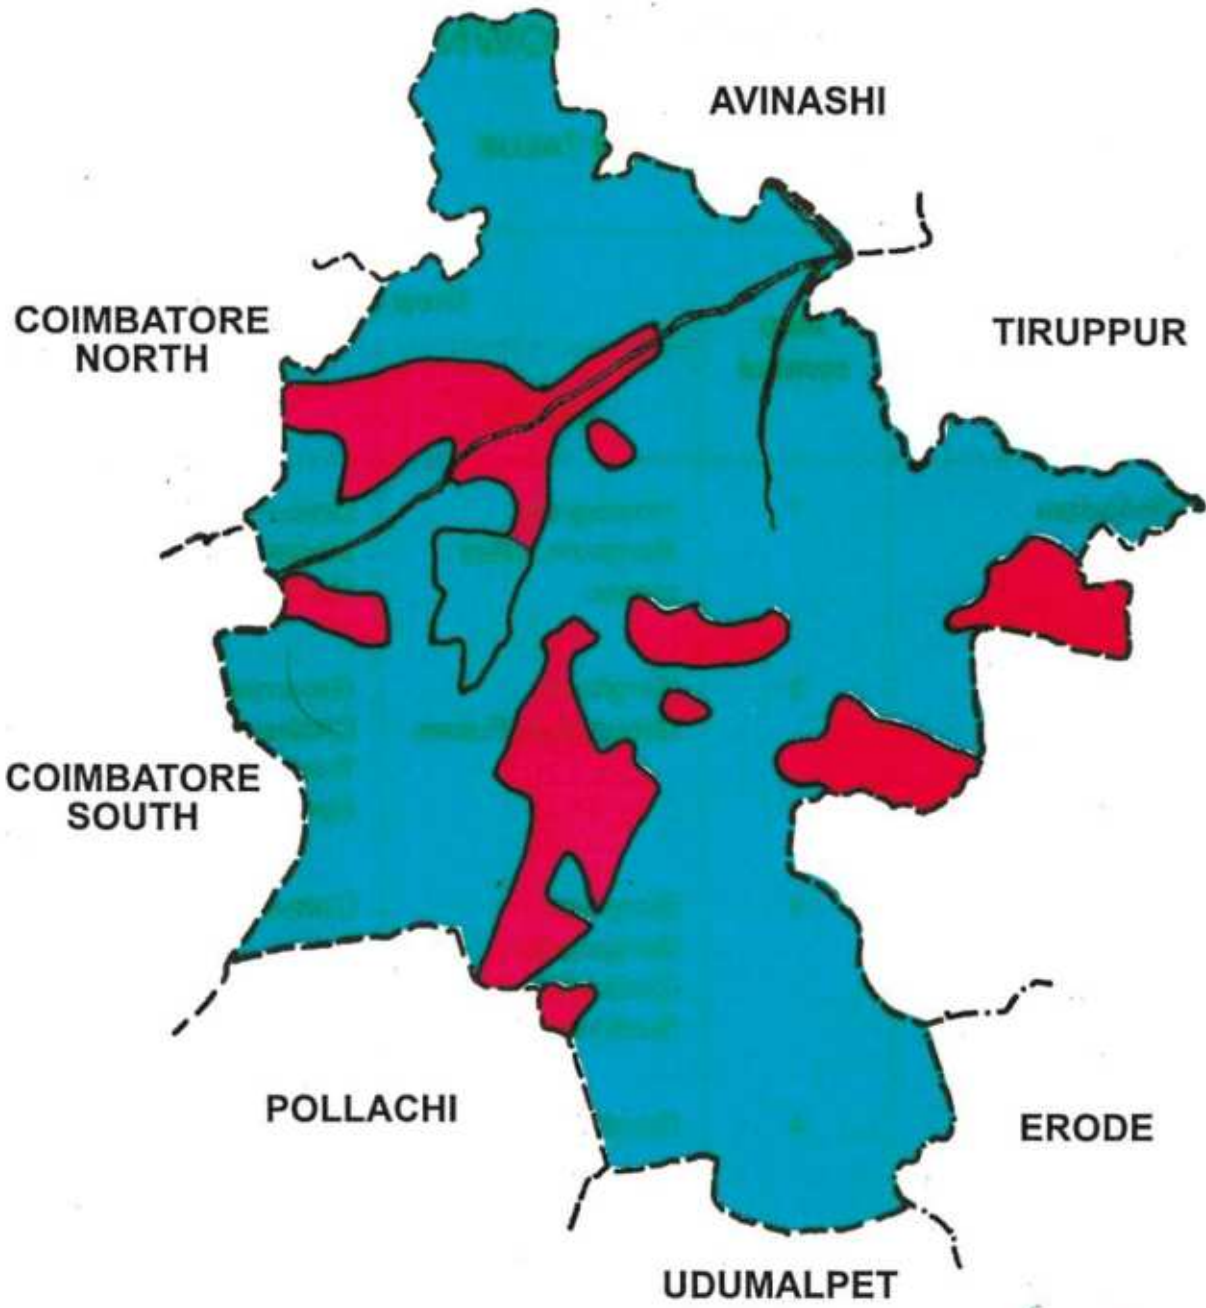 AVINASHI
COIMBATORE
NORTH
TIRUPPUR
COIMBATORE
SOUTH
POLLACHI
ERODE
UDUMALPET